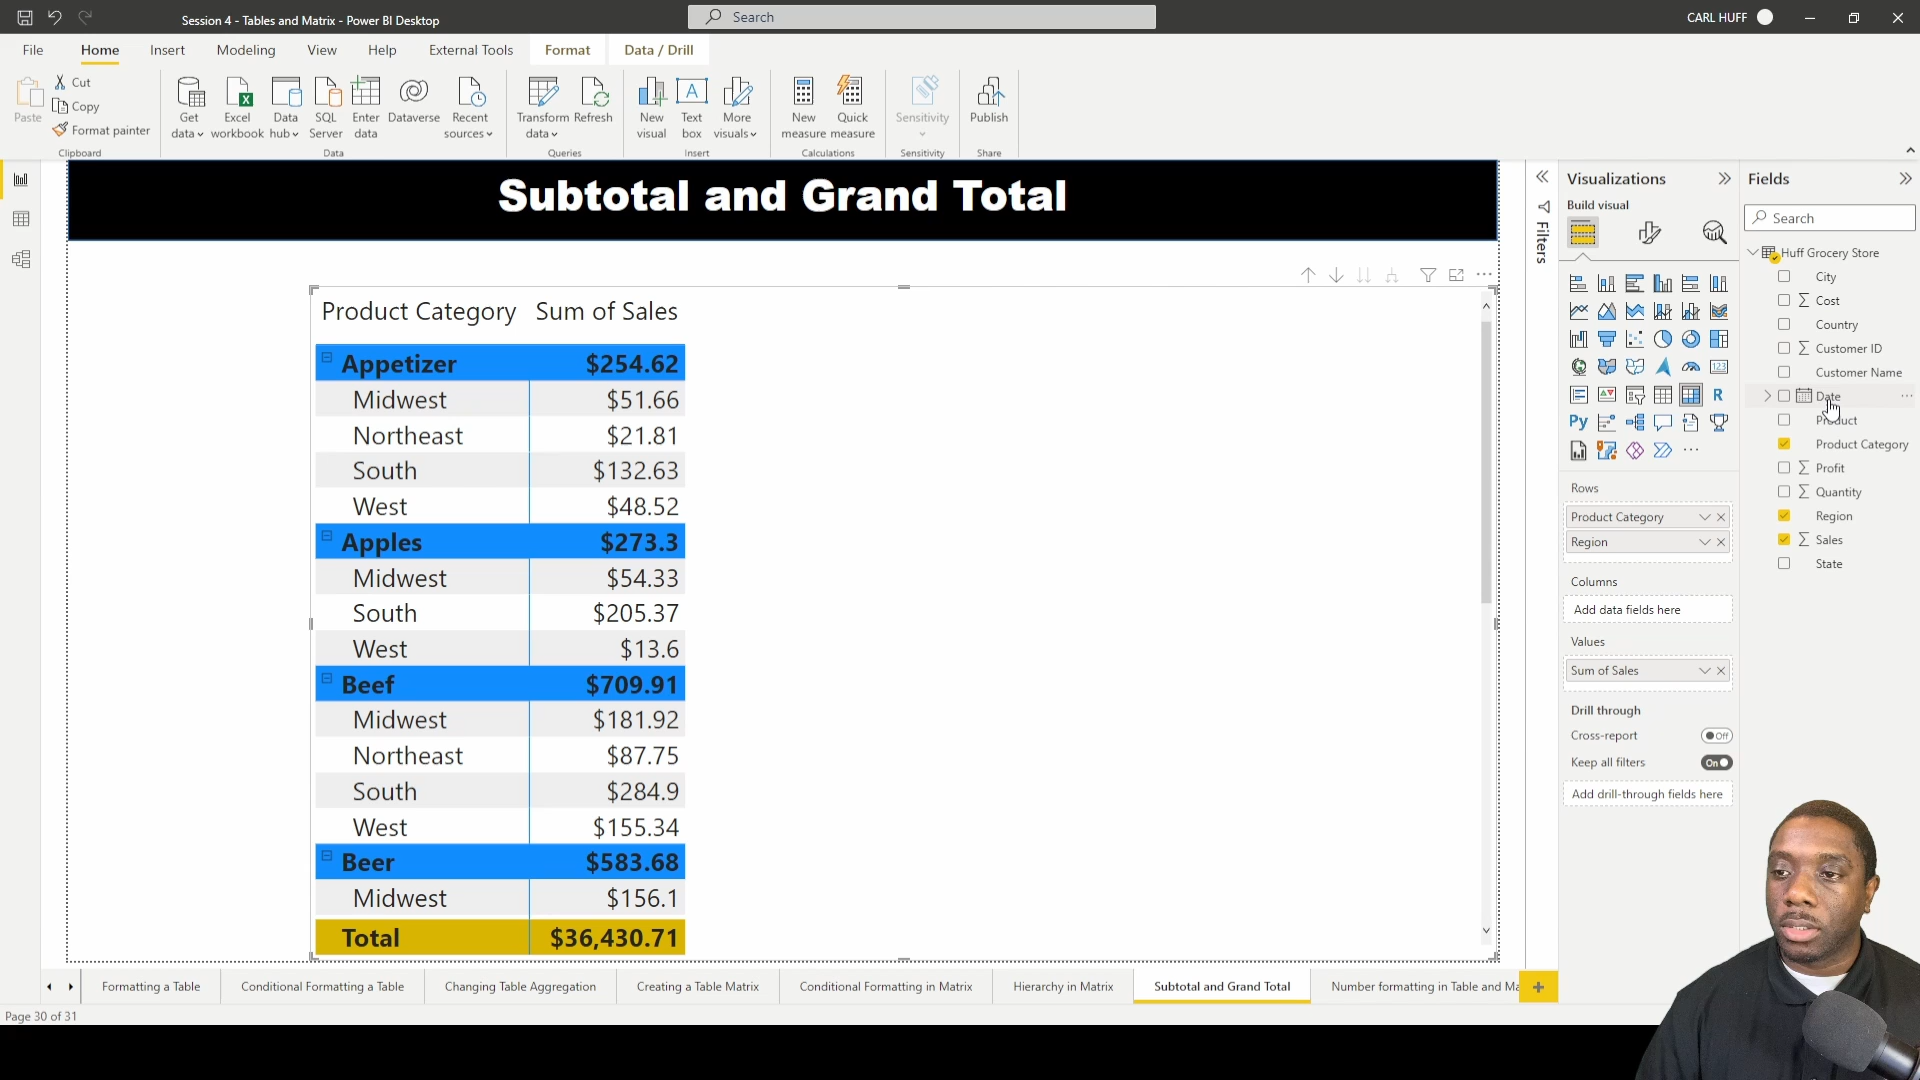 Session 4 - Tables and Matrix - Power BI Desktop
Search
CARL HUFF
File Home Insert Modeling View Help External Tools Format Data / Drill
Paste
Cut
Copy
Format painter
Clipboard
Get data
Excel workbook
Data hub
SQL Server
Enter data
Dataverse
Recent sources
Data
Transform data
Refresh
Queries
New visual
Text box
More visuals
Insert
New measure
Quick measure
Calculations
Sensitivity
Sensitivity
Publish
Share
Subtotal and Grand Total
Product Category Sum of Sales
Appetizer $254.62
Midwest $51.66
Northeast $21.81
South $132.63
West $48.52
Apples $273.3
Midwest $54.33
South $205.37
West $13.6
Beef $709.91
Midwest $181.92
Northeast $87.75
South $284.9
West $155.34
Beer $583.68
Midwest $156.1
Total $36,430.71
Filters
Visualizations
Build visual
123
R
Py
Rows
Product Category
Region
Columns
Add data fields here
Values
Sum of Sales
Drill through
Cross-report Off
Keep all filters On
Add drill-through fields here
Fields
Search
Huff Grocery Store
City
Cost
Country
Customer ID
Customer Name
Date
Product
Product Category
Profit
Quantity
Region
Sales
State
Formatting a Table
Conditional Formatting a Table
Changing Table Aggregation
Creating a Table Matrix
Conditional Formatting in Matrix
Hierarchy in Matrix
Subtotal and Grand Total
Number formatting in Table and Ma
Page 30 of 31